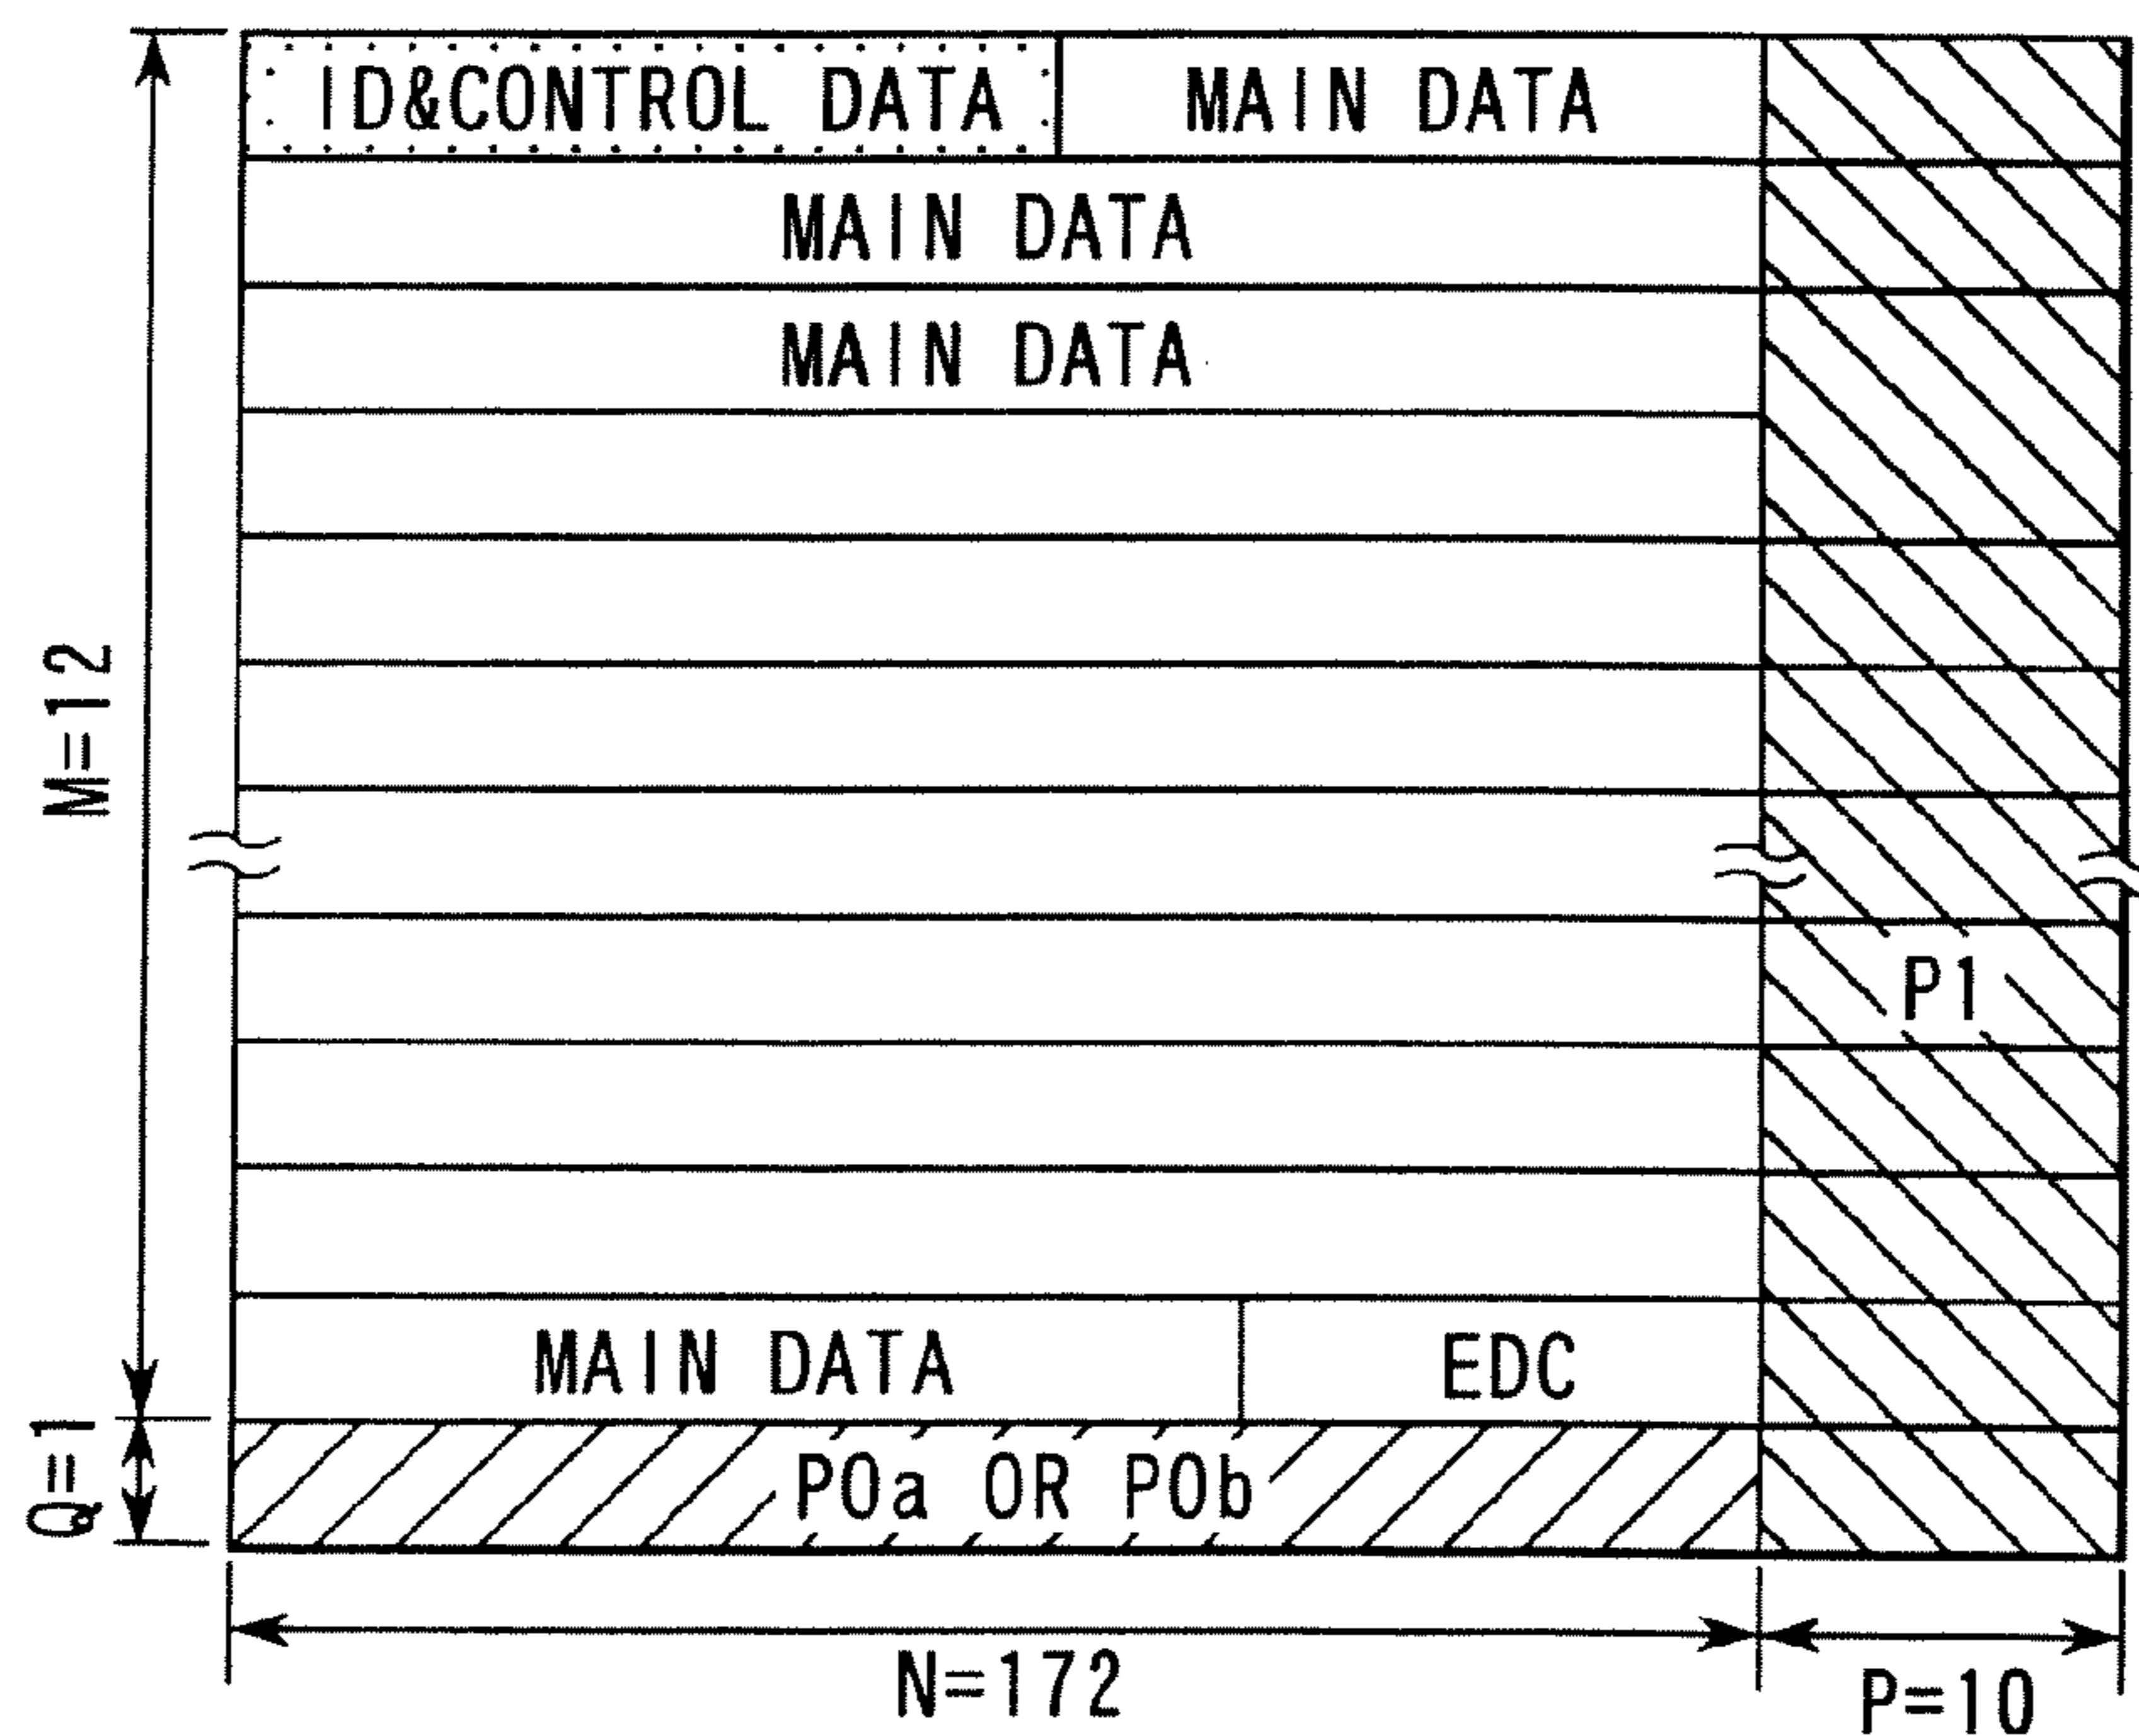 ID&CONTROL DATA MAIN DATA
MAIN DATA
MAIN DATA
M=12
P1
MAIN DATA EDC
Q=1
POa OR POb
N=172
P=10